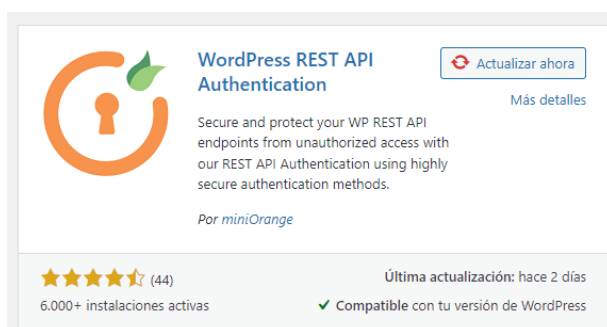 WordPress REST API
Authentication
Actualizar ahora
Más detalles
Secure and protect your WP REST API
endpoints from unauthorized access with
our REST API Authentication using highly
secure authentication methods.
Por miniOrange
(44)
Última actualización: hace 2 días
6.000+ instalaciones activas
Compatible con tu versión de WordPress